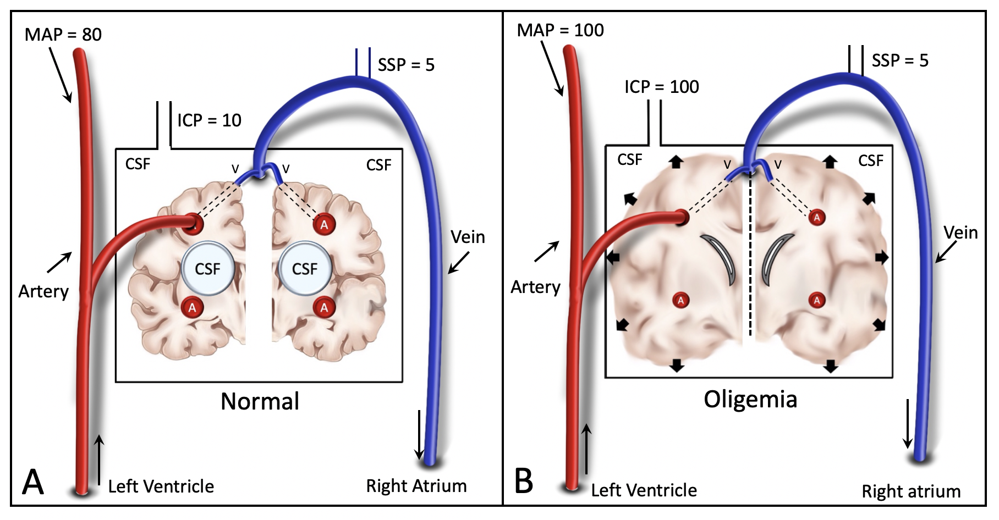 MAP = 80
SSP = 5
ICP = 10
CSF
CSF
V
V
A
A
CSF
CSF
A
A
Vein
Artery
Normal
A
Left Ventricle
Right Atrium
MAP = 100
SSP = 5
ICP = 100
CSF
CSF
V
V
A
Vein
Artery
A
A
Oligemia
B
Left Ventricle
Right atrium